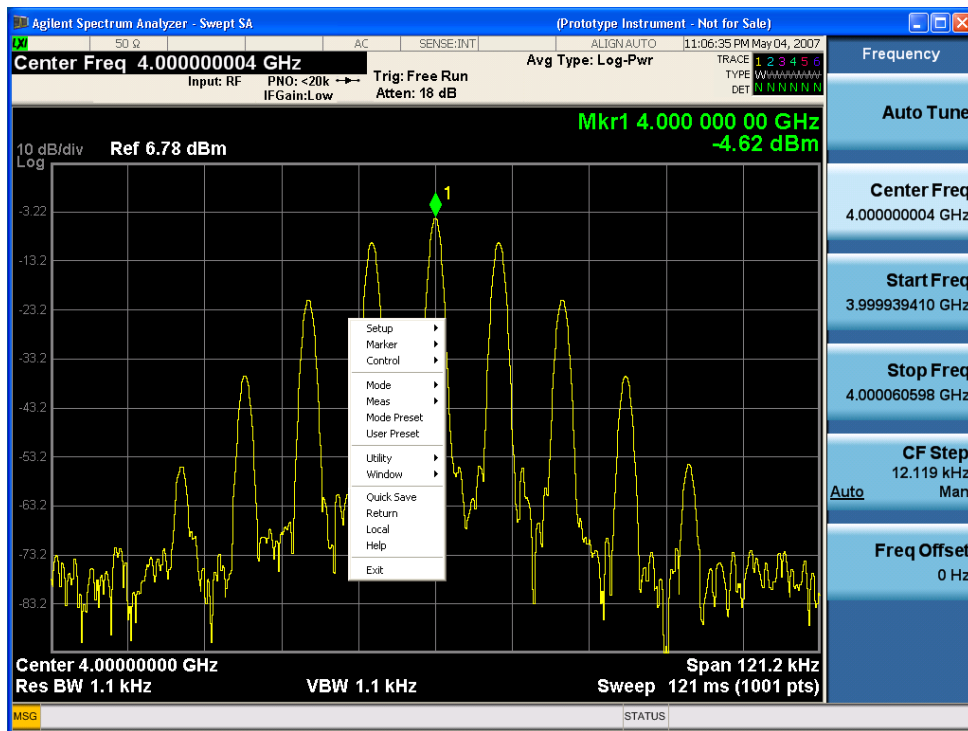 Agilent Spectrum Analyzer - Swept SA (Prototype Instrument - Not for Sale)
LXI 50 Ω AC SENSE:INT ALIGN AUTO 11:06:35 PM May 04, 2007
Center Freq 4.000000004 GHz
Input: RF PNO: <20k
IFGain:Low
Trig: Free Run
Atten: 18 dB
Avg Type: Log-Pwr
TRACE 1 2 3 4 5 6
TYPE WWWWWW
DET N N N N N N
Mkr1 4.000 000 00 GHz
-4.62 dBm
10 dB/div Ref 6.78 dBm
Log
1
-3.22
-13.2
-23.2
-33.2
-43.2
-53.2
-63.2
-73.2
-83.2
Setup
Marker
Control
Mode
Meas
Mode Preset
User Preset
Utility
Window
Quick Save
Return
Local
Help
Exit
Center 4.00000000 GHz Span 121.2 kHz
Res BW 1.1 kHz VBW 1.1 kHz Sweep 121 ms (1001 pts)
MSG STATUS
Frequency
Auto Tune
Center Freq
4.000000004 GHz
Start Freq
3.999939410 GHz
Stop Freq
4.000060598 GHz
CF Step
12.119 kHz
Auto Man
Freq Offset
0 Hz